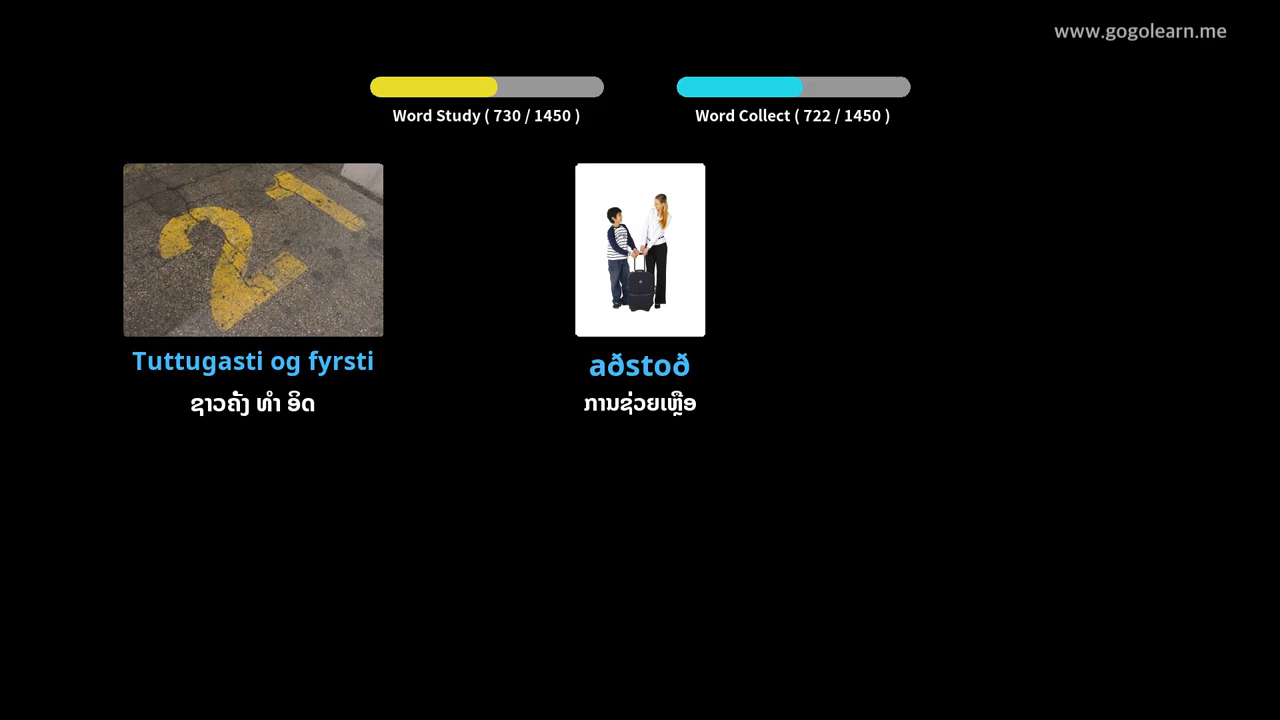 www.gogolearn.me
Word Study ( 730 / 1450 )
Word Collect ( 722 / 1450 )
21
Tuttugasti og fyrsti
aðstoð
ຊາວຄັ້ງ ທຳ ອິດ
ການຊ່ວຍເຫຼືອ